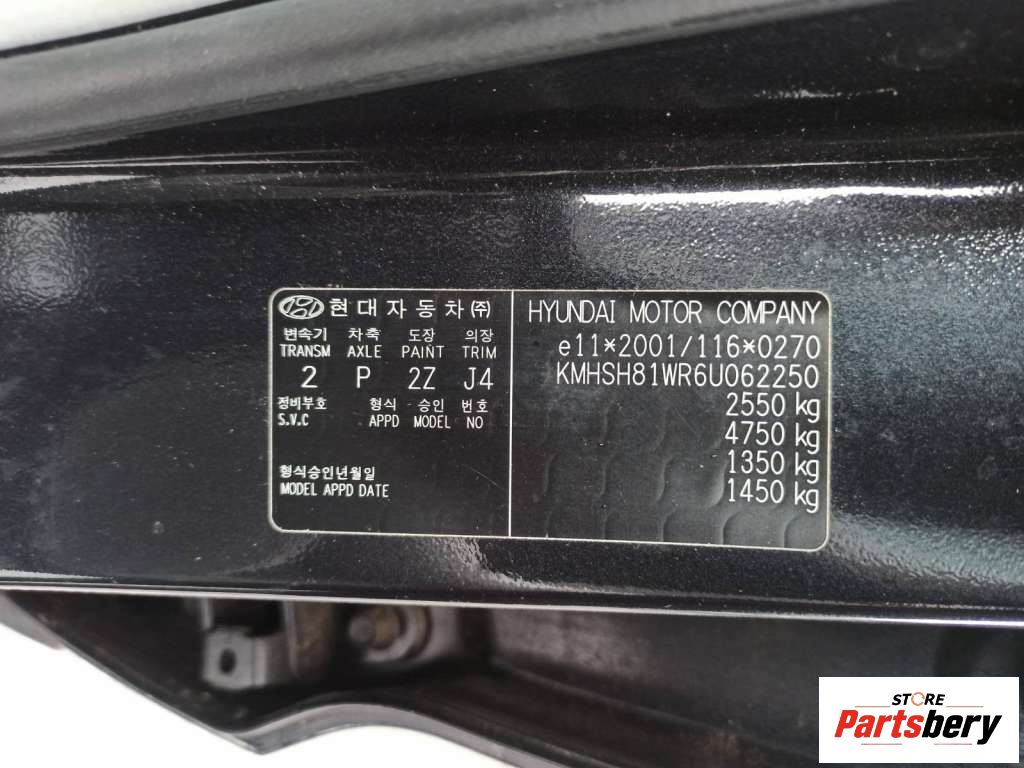 현대자동차㈜
변속기 차축 도장 의장
TRANSM AXLE PAINT TRIM
2 P 2Z J4
정비부호 형식 승인 번호
S.V.C APPD MODEL NO
형식승인년월일
MODEL APPD DATE
HYUNDAI MOTOR COMPANY
e11*2001/116*0270
KMHSH81WR6U062250
2550 kg
4750 kg
1350 kg
1450 kg
STORE
Partsbery